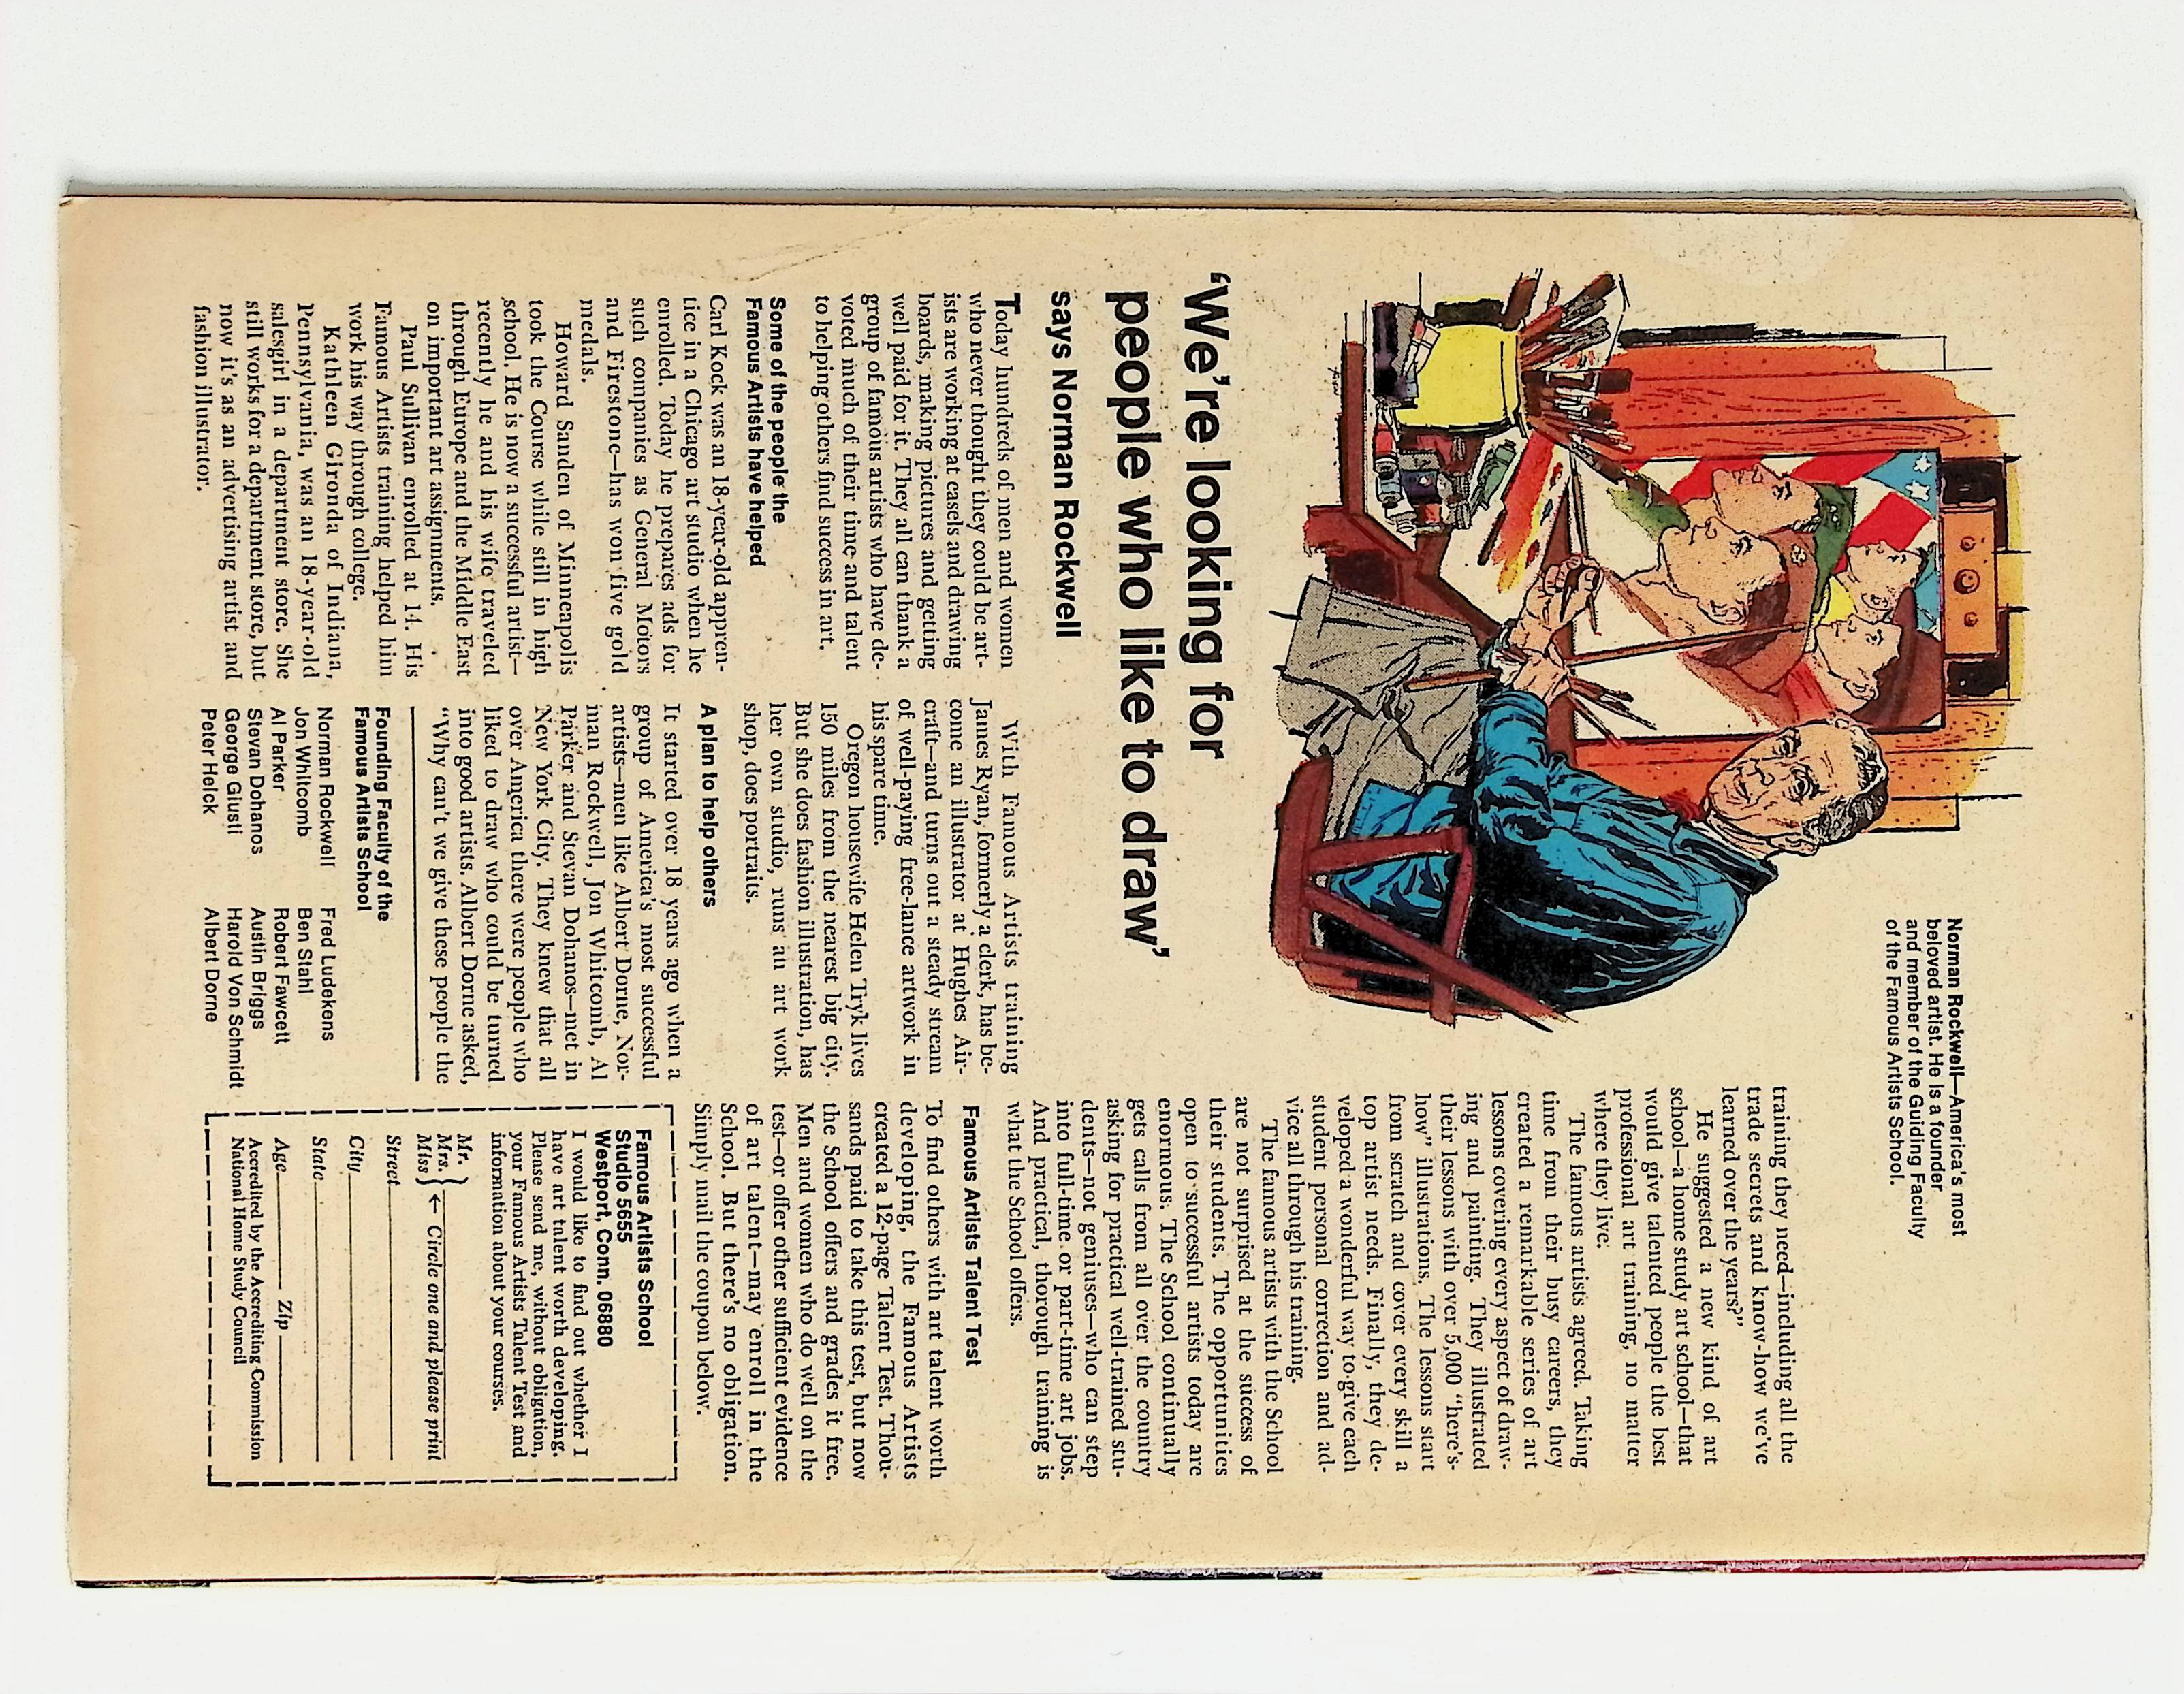 Norman Rockwell—America's most
beloved artist. He is a founder
and member of the Guiding Faculty
of the Famous Artists School.
‘We're looking for
people who like to draw’
says Norman Rockwell
Today hundreds of men and women
who never thought they could be art-
ists are working at easels and drawing
boards, making pictures and getting
well paid for it. They all can thank a
group of famous artists who have de-
voted much of their time and talent
to helping others find success in art.
Some of the people the
Famous Artists have helped
Carl Kock was an 18-year-old appren-
tice in a Chicago art studio when he
enrolled. Today he prepares ads for
such companies as General Motors
and Firestone—has won five gold
medals.
Howard Sanden of Minneapolis
took the Course while still in high
school. He is now a successful artist—
recently he and his wife traveled
through Europe and the Middle East
on important art assignments.
Paul Sullivan enrolled at 14. His
Famous Artists training helped him
work his way through college.
Kathleen Gironda of Indiana,
Pennsylvania, was an 18-year-old
salesgirl in a department store. She
still works for a department store, but
now it's as an advertising artist and
fashion illustrator.
With Famous Artists training
James Ryan, formerly a clerk, has be-
come an illustrator at Hughes Air-
craft—and turns out a steady stream
of well-paying free-lance artwork in
his spare time.
Oregon housewife Helen Tryk lives
150 miles from the nearest big city.
But she does fashion illustration, has
her own studio, runs an art work
shop, does portraits.
A plan to help others
It started over 18 years ago when a
group of America's most successful
artists—men like Albert Dorne, Nor-
man Rockwell, Jon Whitcomb, Al
Parker and Stevan Dohanos—met in
New York City. They knew that all
over America there were people who
liked to draw who could be turned
into good artists. Albert Dorne asked,
“Why can't we give these people the
Founding Faculty of the
Famous Artists School
Norman Rockwell Fred Ludekens
Jon Whitcomb Ben Stahl
Al Parker Robert Fawcett
Stevan Dohanos Austin Briggs
George Giusti Harold Von Schmidt
Peter Helck Albert Dorne
training they need—including all the
trade secrets and know-how we've
learned over the years?”
He suggested a new kind of art
school—a home study art school—that
would give talented people the best
professional art training, no matter
where they live.
The famous artists agreed. Taking
time from their busy careers, they
created a remarkable series of art
lessons covering every aspect of draw-
ing and painting. They illustrated
their lessons with over 5,000 “here's-
how” illustrations. The lessons start
from scratch and cover every skill a
top artist needs. Finally, they de-
veloped a wonderful way to give each
student personal correction and ad-
vice all through his training.
The famous artists with the School
are not surprised at the success of
their students. The opportunities
open to successful artists today are
enormous. The School continually
gets calls from all over the country
asking for practical well-trained stu-
dents—not geniuses—who can step
into full-time or part-time art jobs.
And practical, thorough training is
what the School offers.
Famous Artists Talent Test
To find others with art talent worth
developing, the Famous Artists
created a 12-page Talent Test. Thou-
sands paid to take this test, but now
the School offers and grades it free.
Men and women who do well on the
test—or offer other sufficient evidence
of art talent—may enroll in the
School. But there's no obligation.
Simply mail the coupon below.
Famous Artists School
Studio 5655
Westport, Conn. 06880
I would like to find out whether I
have art talent worth developing.
Please send me, without obligation,
your Famous Artists Talent Test and
information about your courses.
Mr.
Mrs. ← Circle one and please print
Miss
Street
City
State
Age Zip
Accredited by the Accrediting Commission
National Home Study Council